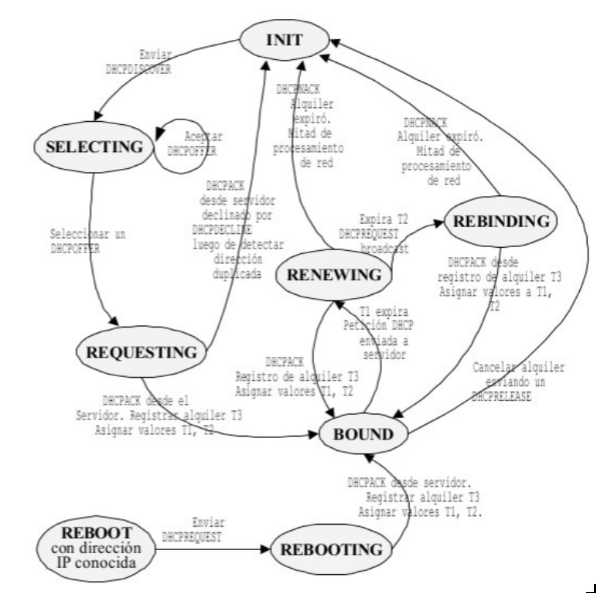 INIT
Enviar
DHCPDISCOVER
SELECTING
Aceptar
DHCPOFFER
DHCPNACK
Alquiler
expiró.
Mitad de
procesamiento
de red
DHCPNACK
Alquiler expiró.
Mitad de
procesamiento
de red
DHCPACK
desde servidor
declinado por
DHCPDECLINE
luego de detectar
dirección
duplicada
Seleccionar un
DHCPOFFER
Expira T2
DHCPREQUEST
broadcast
REBINDING
RENEWING
DHCPACK desde
registro de alquiler T3
Asignar valores a T1,
T2
T1 expira
Petición DHCP
enviada a
servidor
REQUESTING
DHCPACK
Registro de alquiler T3
Asignar valores T1, T2
Cancelar alquiler
enviando un
DHCPRELEASE
DHCPACK desde el
Servidor. Registrar alquiler T3
Asignar valores T1, T2
BOUND
DHCPACK desde servidor.
Registrar alquiler T3
Asignar valores T1, T2.
REBOOT
con dirección
IP conocida
Enviar
DHCPREQUEST
REBOOTING